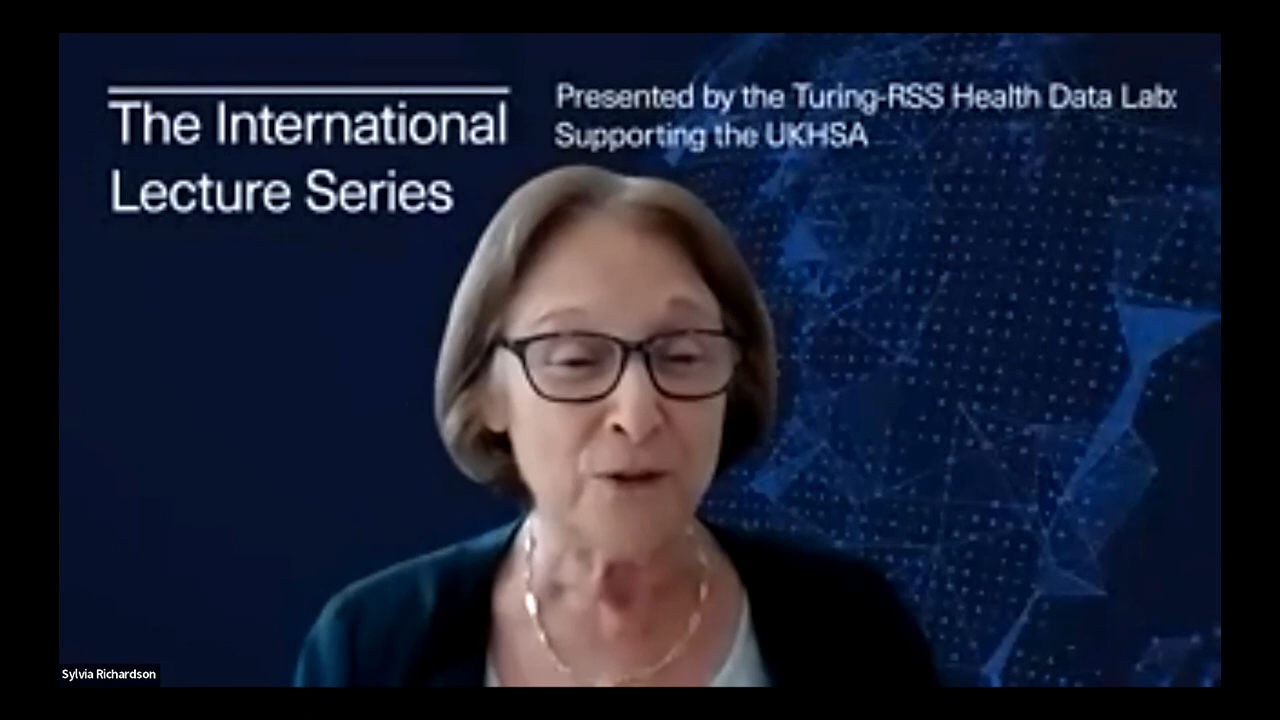 The International
Lecture Series
Presented by the Turing-RSS Health Data Lab:
Supporting the UKHSA
Sylvia Richardson